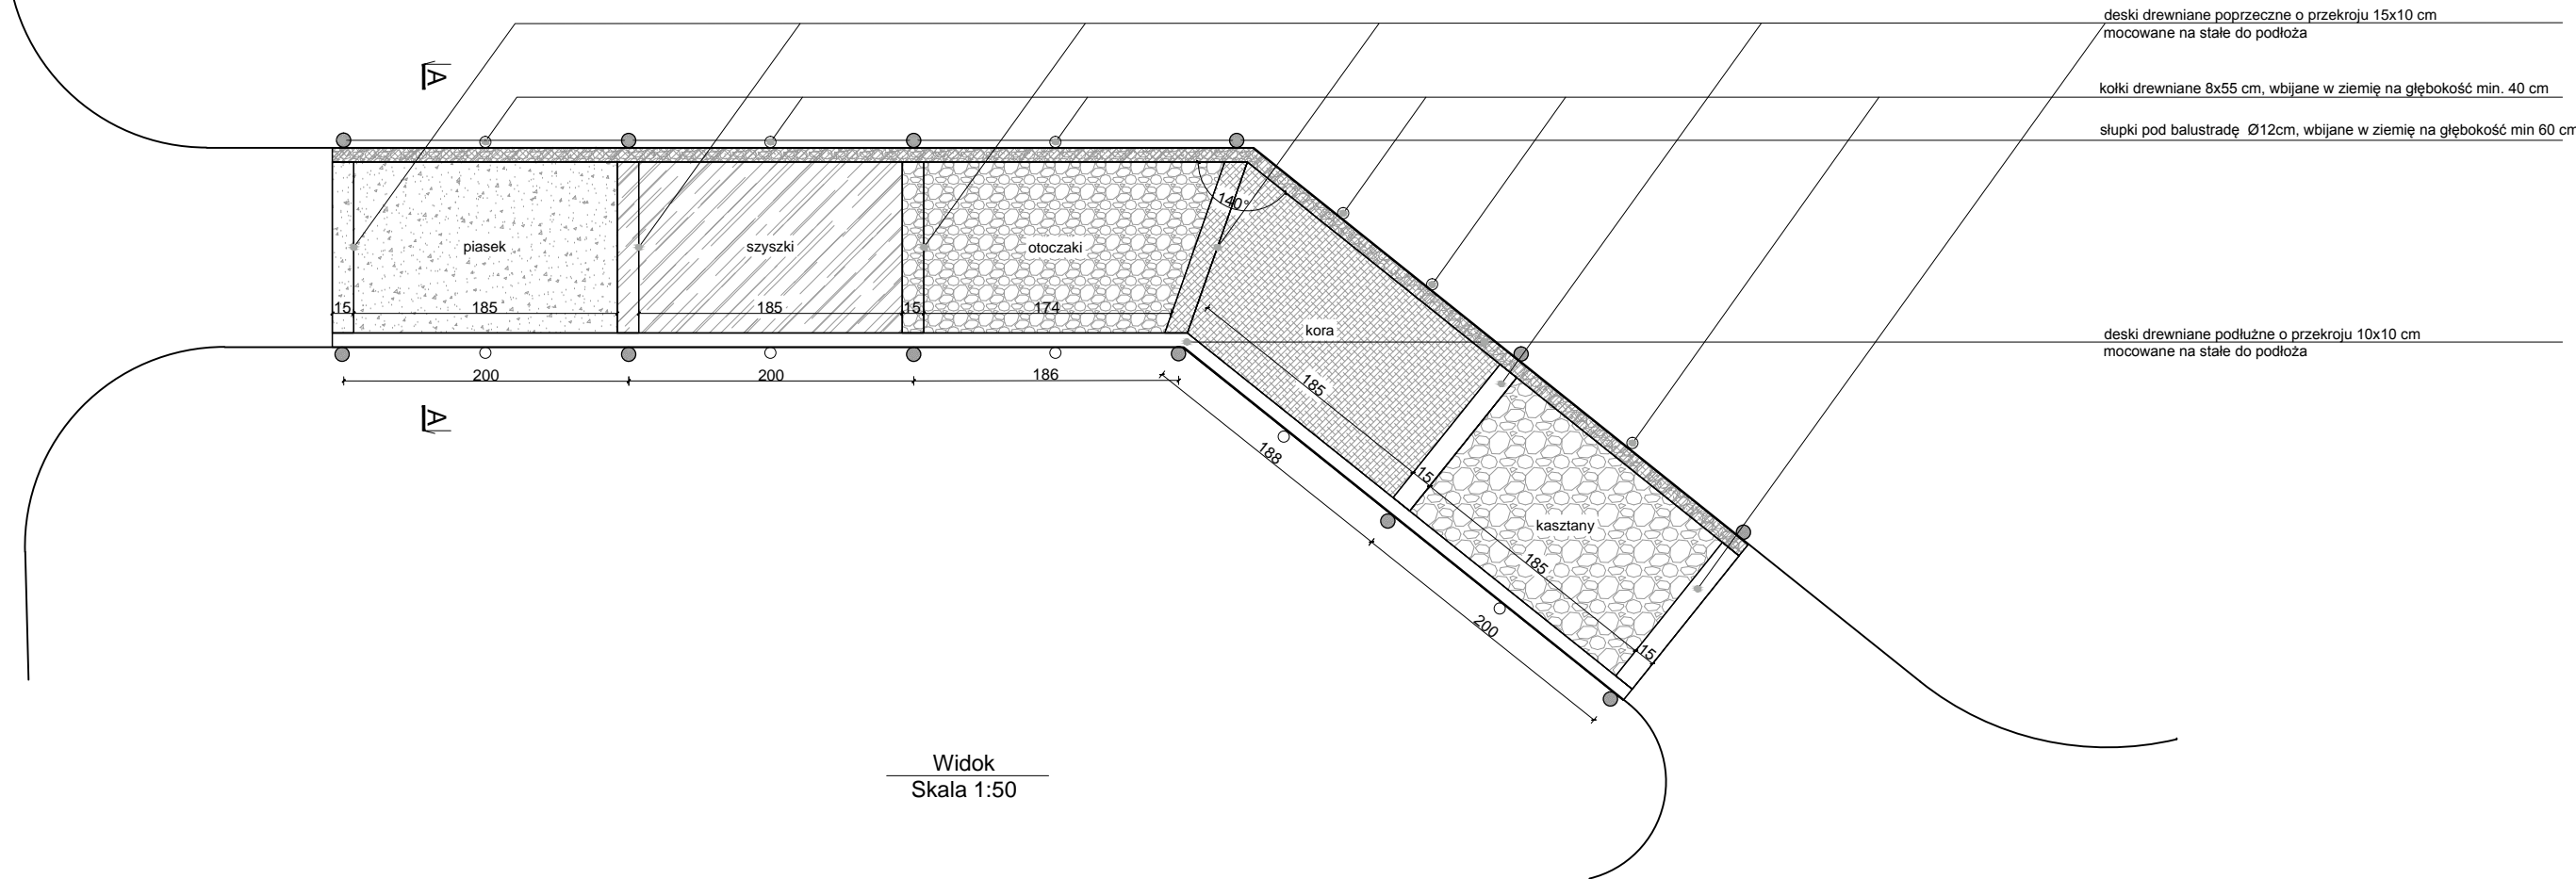 deski drewniane poprzeczne o przekroju 15x10 cm
mocowane na stałe do podłoża
A
kołki drewniane 8x55 cm, wbijane w ziemię na głębokość min. 40 cm
słupki pod balustradę Ø12cm, wbijane w ziemię na głębokość min 60 cm
140°
piasek
szyszki
otoczaki
15
185
185
15
174
kora
deski drewniane podłużne o przekroju 10x10 cm
mocowane na stałe do podłoża
200
200
186
185
A
188
15
kasztany
185
200
15
Widok
Skala 1:50